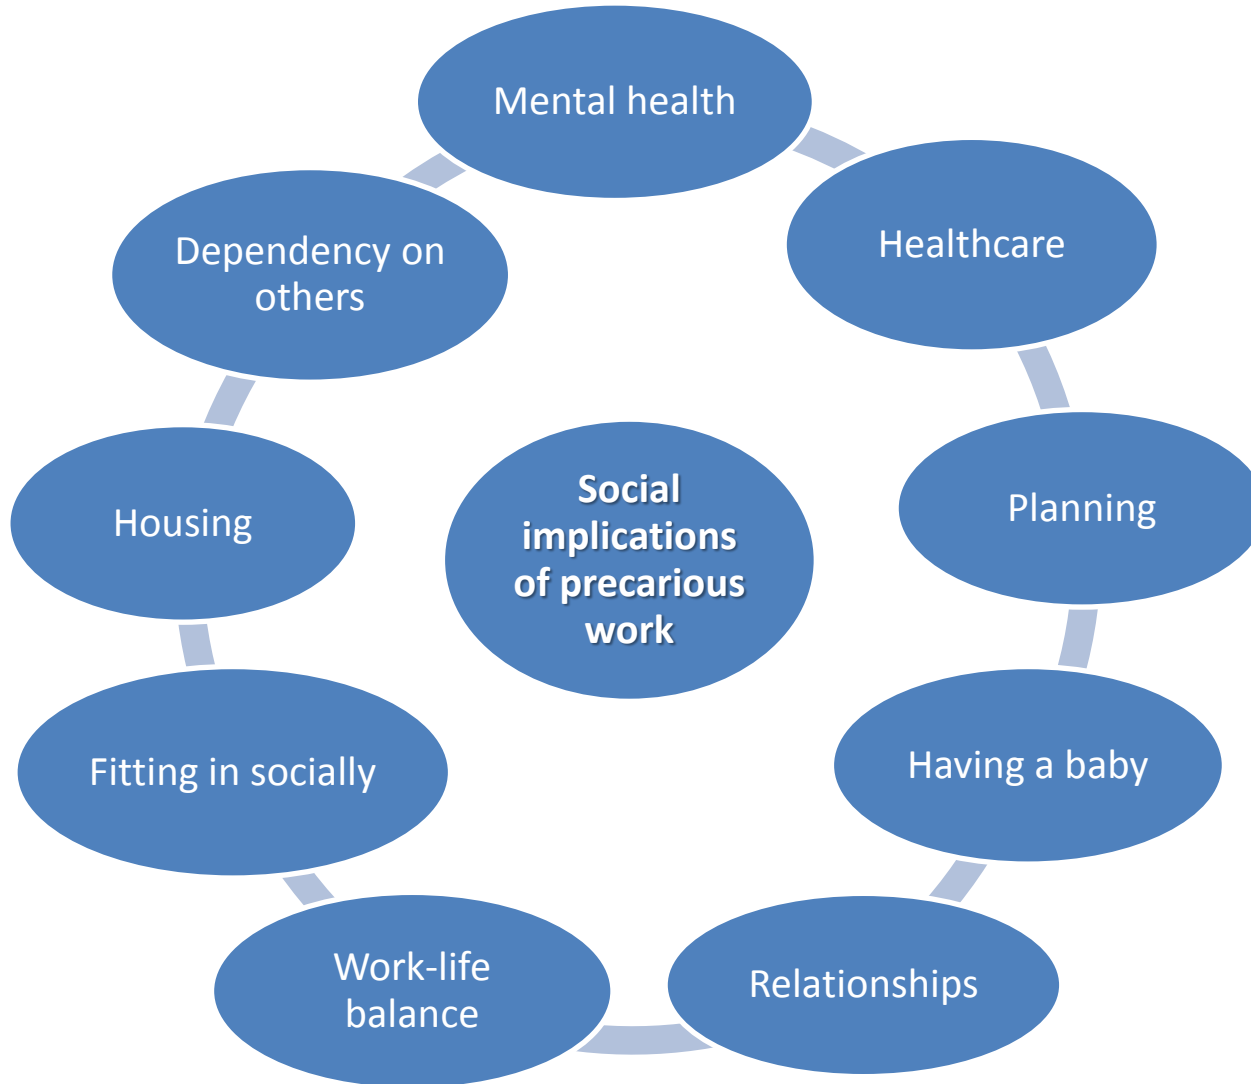 Mental health
Healthcare
Planning
Having a baby
Relationships
Work-life
balance
Fitting in socially
Housing
Dependency on
others
Social
implications
of precarious
work